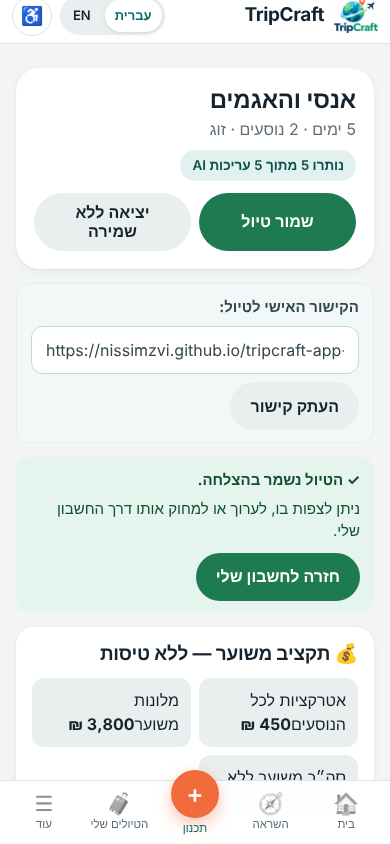 TripCraft
TripCraft
עברית
EN
אנסי והאגמים
5 ימים · 2 נוסעים · זוג
נותרו 5 מתוך 5 עריכות AI
שמור טיול
יציאה ללא
שמירה
הקישור האישי לטיול:
https://nissimzvi.github.io/tripcraft-app-
העתק קישור
✓ הטיול נשמר בהצלחה.
ניתן לצפות בו, לערוך או למחוק אותו דרך החשבון
שלי.
חזרה לחשבון שלי
💰 תקציב משוער — ללא טיסות
אטרקציות לכל
הנוסעים450 ₪
מלונות
משוער3,800 ₪
סה״כ משוער ללא
בית
השראה
+
תכנון
הטיולים שלי
עוד